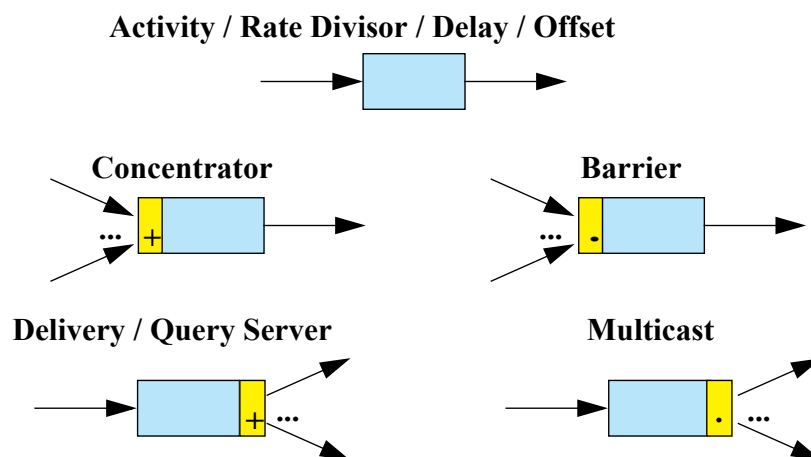 Activity / Rate Divisor / Delay / Offset
Concentrator
Barrier
... +
... •
Delivery / Query Server
Multicast
+ ...
· ...